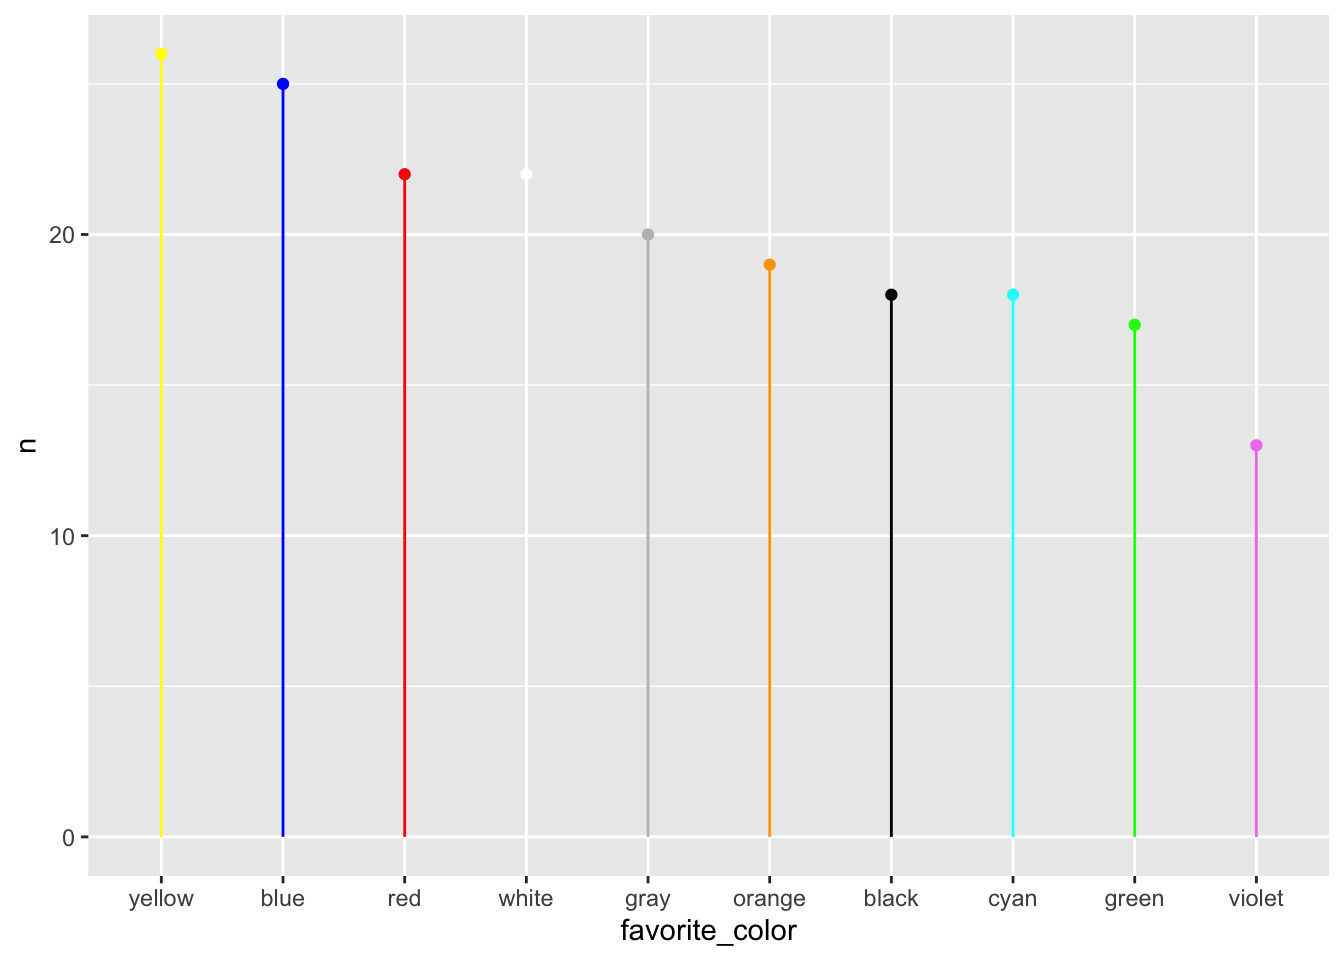 n
20
10
0
yellow blue red white gray orange black cyan green violet
favorite_color